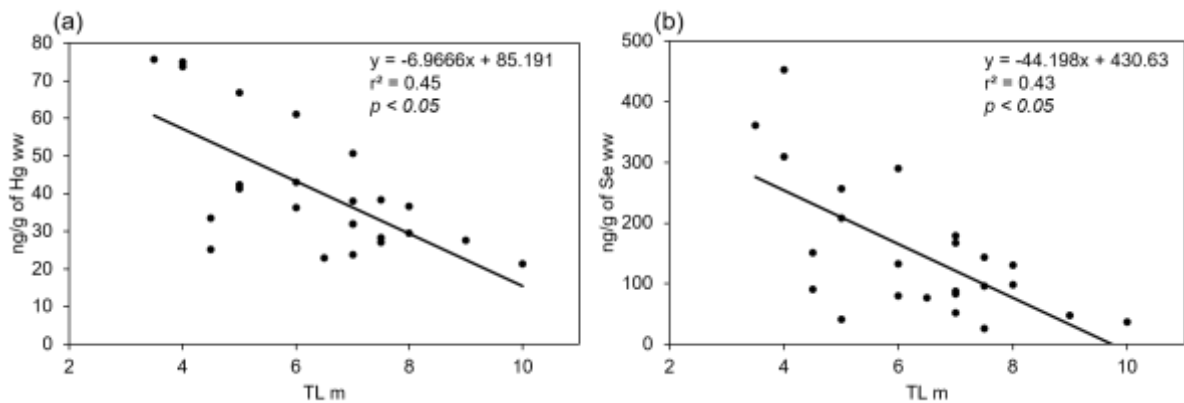 (a)
y = -6.9666x + 85.191
r² = 0.45
p < 0.05
ng/g of Hg ww
80
70
60
50
40
30
20
10
0
2 4 6 8 10
TL m
(b)
y = -44.198x + 430.63
r² = 0.43
p < 0.05
ng/g of Se ww
500
400
300
200
100
0
2 4 6 8 10
TL m